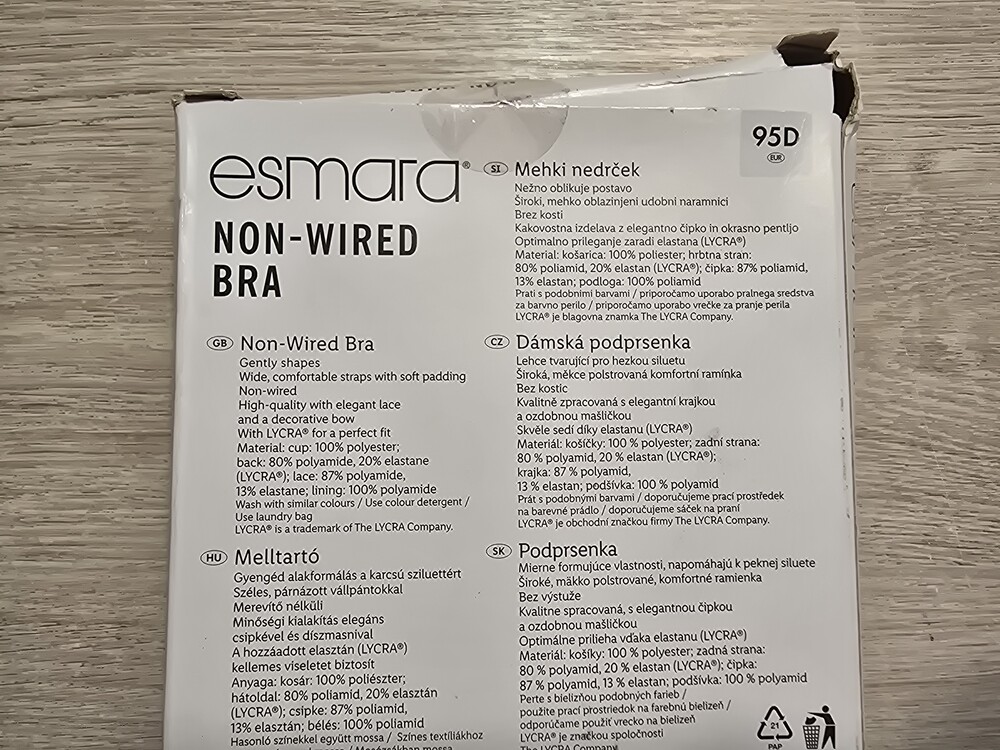 esmara®
NON-WIRED
BRA
GB Non-Wired Bra
Gently shapes
Wide, comfortable straps with soft padding
Non-wired
High-quality with elegant lace
and a decorative bow
With LYCRA® for a perfect fit
Material: cup: 100% polyester;
back: 80% polyamide, 20% elastane
(LYCRA®); lace: 87% polyamide,
13% elastane; lining: 100% polyamide
Wash with similar colours / Use colour detergent /
Use laundry bag
LYCRA® is a trademark of The LYCRA Company.
HU Melltartó
Gyengéd alakformálás a karcsú sziluettért
Széles, párnázott vállpántokkal
Merevítő nélküli
Minőségi kialakítás elegáns
csipkével és díszmasnival
A hozzáadott elasztán (LYCRA®)
kellemes viseletet biztosít
Anyaga: kosár: 100% poliészter;
hátoldal: 80% poliamid, 20% elasztán
(LYCRA®); csipke: 87% poliamid,
13% elasztán; bélés: 100% poliamid
Hasonló színekkel együtt mossa / Színes textíliákhoz
95D
EUR
SI Mehki nedrček
Nežno oblikuje postavo
Široki, mehko oblazinjeni udobni naramnici
Brez kosti
Kakovostna izdelava z elegantno čipko in okrasno pentljo
Optimalno prileganje zaradi elastana (LYCRA®)
Material: košarica: 100% poliester; hrbtna stran:
80% poliamid, 20% elastan (LYCRA®); čipka: 87% poliamid,
13% elastan; podloga: 100% poliamid
Prati s podobnimi barvami / priporočamo uporabo pralnega sredstva
za barvno perilo / priporočamo uporabo vrečke za pranje perila
LYCRA® je blagovna znamka The LYCRA Company.
CZ Dámská podprsenka
Lehce tvarující pro hezkou siluetu
Široká, měkce polstrovaná komfortní ramínka
Bez kostic
Kvalitně zpracovaná s elegantní krajkou
a ozdobnou mašličkou
Skvěle sedí díky elastanu (LYCRA®)
Materiál: košíčky: 100 % polyester; zadní strana:
80 % polyamid, 20 % elastan (LYCRA®);
krajka: 87 % polyamid,
13 % elastan; podšívka: 100 % polyamid
Prát s podobnými barvami / doporučujeme prací prostředek
na barevné prádlo / doporučujeme sáček na praní
LYCRA® je obchodní značkou firmy The LYCRA Company.
SK Podprsenka
Mierne formujúce vlastnosti, napomáhajú k peknej siluete
Široké, mäkko polstrované, komfortné ramienka
Bez výstuže
Kvalitne spracovaná, s elegantnou čipkou
a ozdobnou mašličkou
Optimálne prilieha vďaka elastanu (LYCRA®)
Materiál: košíky: 100 % polyester; zadná strana:
80 % polyamid, 20 % elastan (LYCRA®); čipka:
87 % polyamid, 13 % elastan; podšívka: 100 % polyamid
Perte s bielizňou podobných farieb /
použite prací prostriedok na farebnú bielizeň /
odporúčame použiť vrecko na bielizeň
LYCRA® je značkou spoločnosti
The LYCRA Company
21
PAP